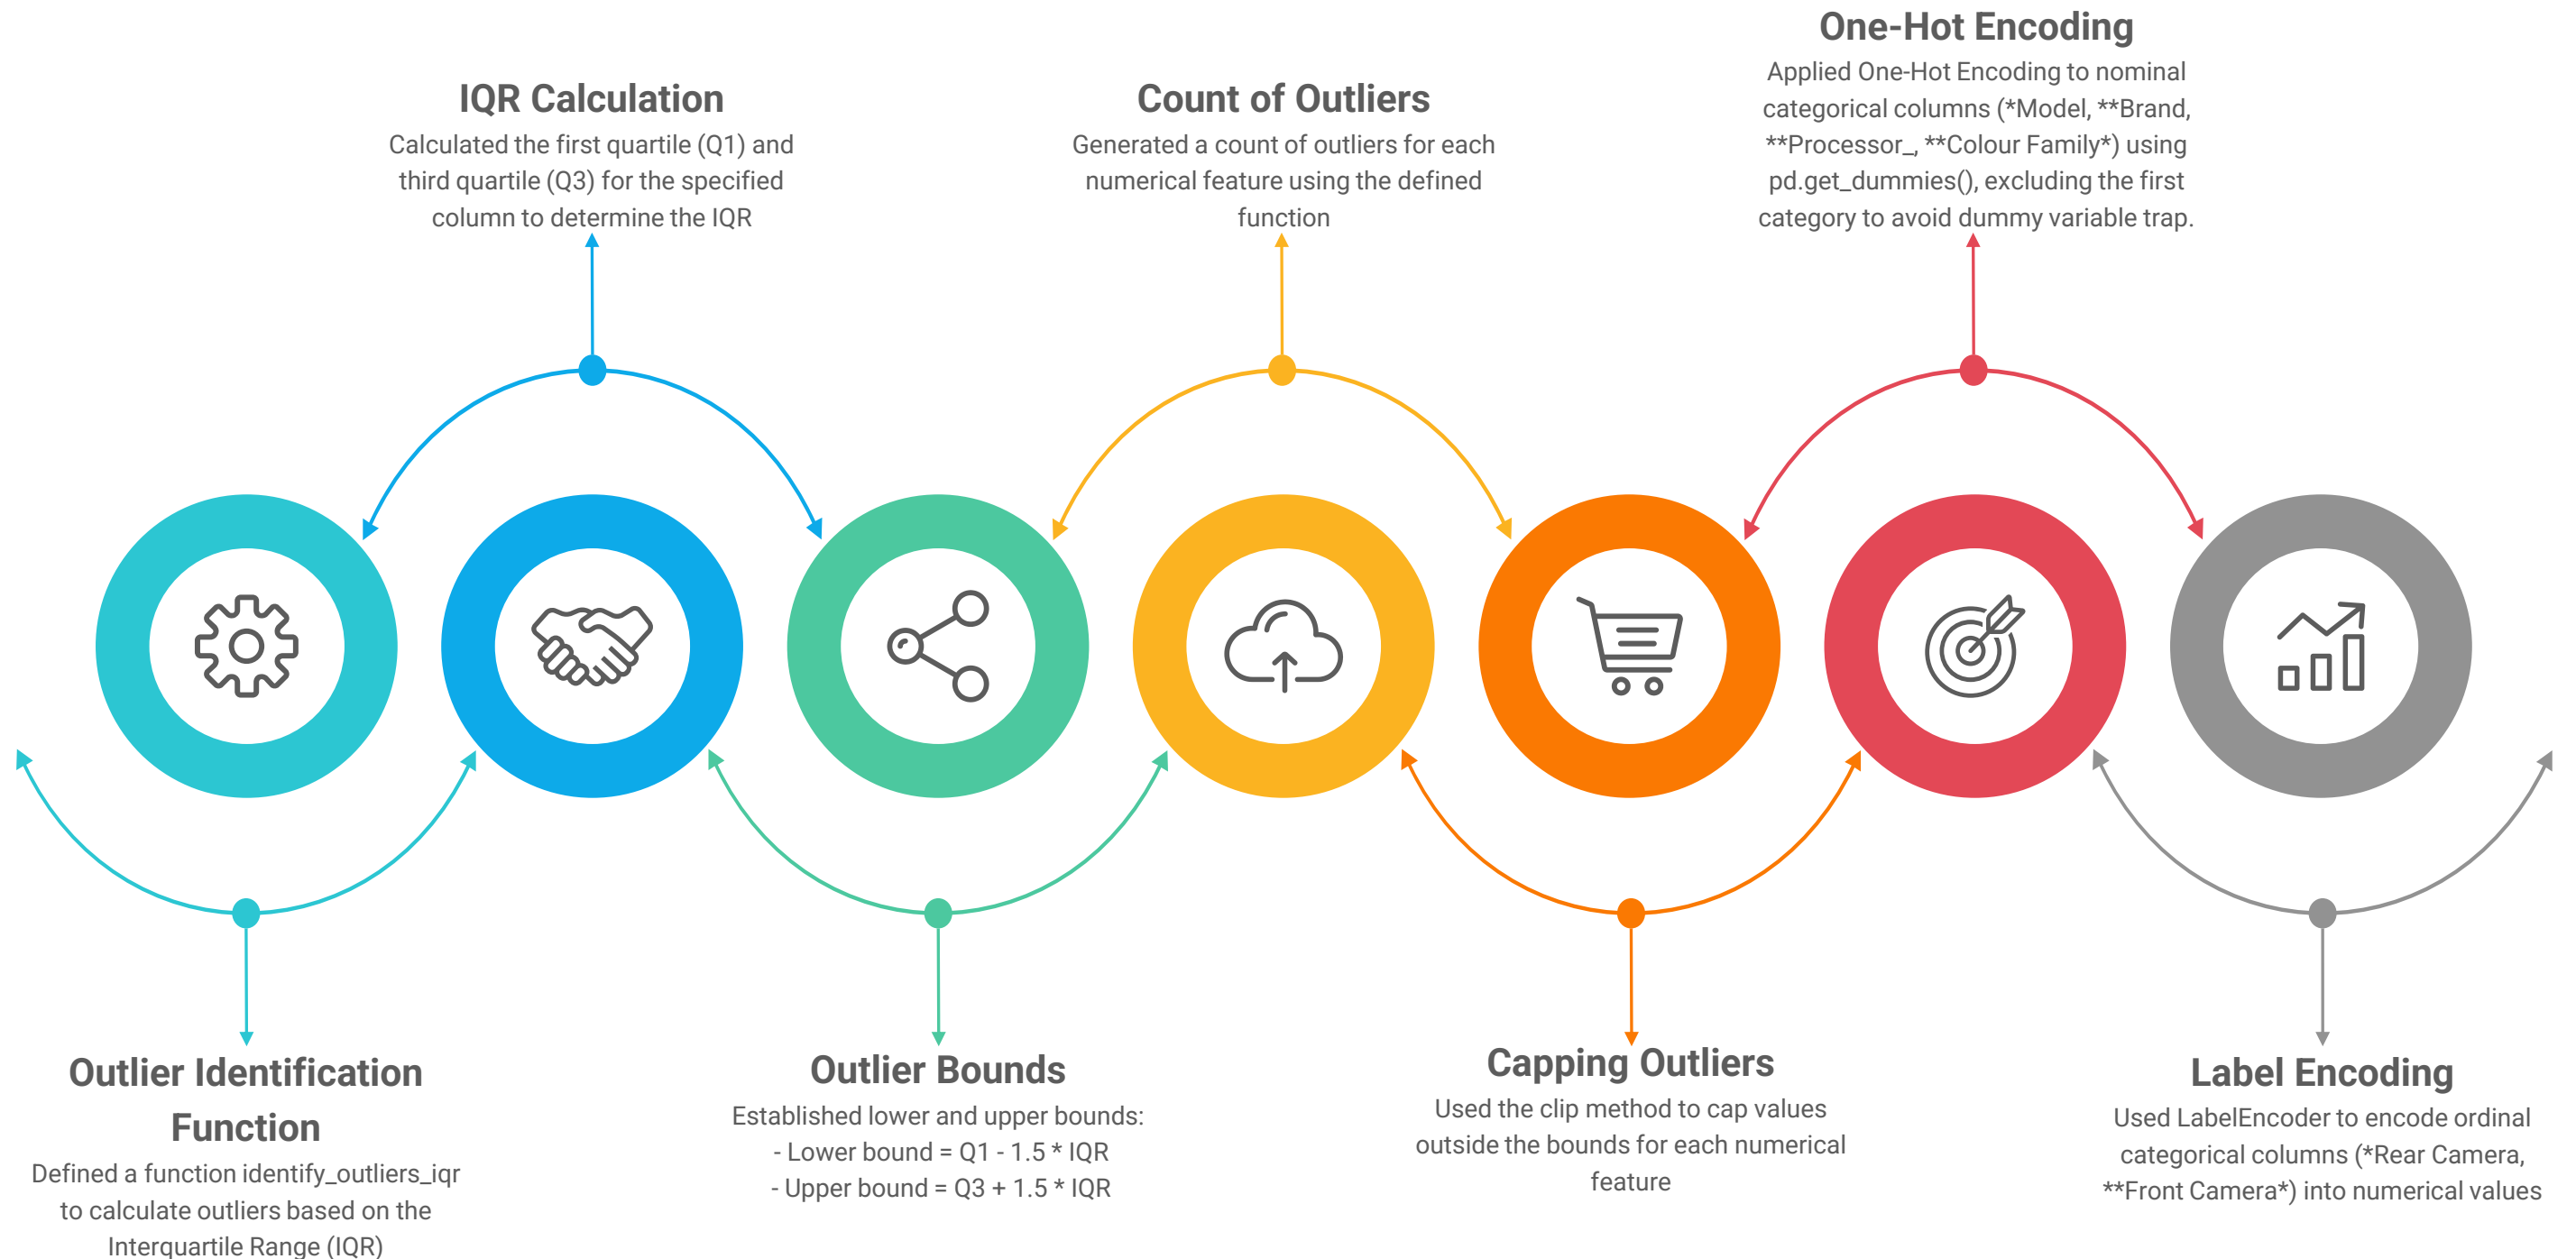 Outlier Identification
Function
Defined a function identify_outliers_iqr
to calculate outliers based on the
Interquartile Range (IQR)
IQR Calculation
Calculated the first quartile (Q1) and
third quartile (Q3) for the specified
column to determine the IQR
Outlier Bounds
Established lower and upper bounds:
- Lower bound = Q1 - 1.5 * IQR
- Upper bound = Q3 + 1.5 * IQR
Count of Outliers
Generated a count of outliers for each
numerical feature using the defined
function
Capping Outliers
Used the clip method to cap values
outside the bounds for each numerical
feature
One-Hot Encoding
Applied One-Hot Encoding to nominal
categorical columns (*Model, **Brand,
**Processor_, **Colour Family*) using
pd.get_dummies(), excluding the first
category to avoid dummy variable trap.
Label Encoding
Used LabelEncoder to encode ordinal
categorical columns (*Rear Camera,
**Front Camera*) into numerical values